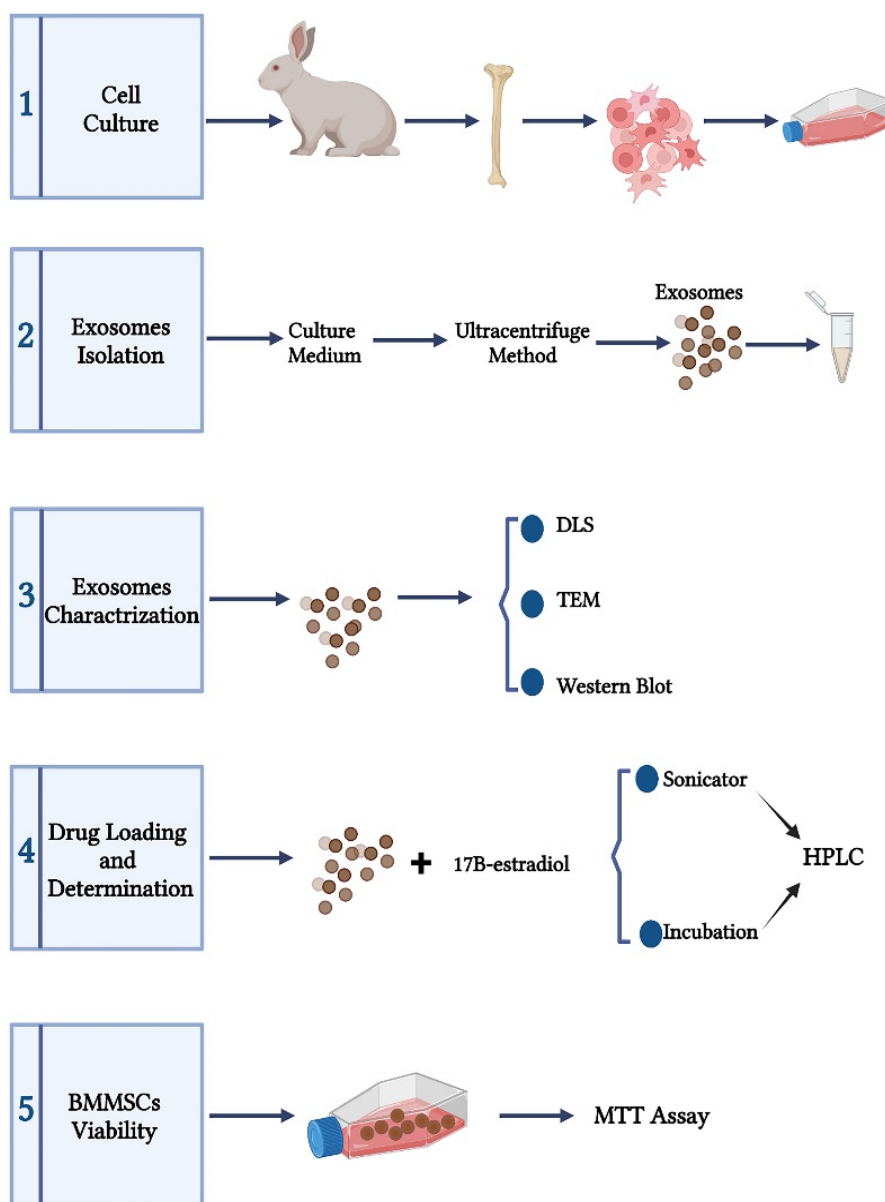 1
Cell
Culture
2
Exosomes
Isolation
Culture
Medium
Ultracentrifuge
Method
Exosomes
3
Exosomes
Charactrization
DLS
TEM
Western Blot
4
Drug Loading
and
Determination
+
17B-estradiol
Sonicator
Incubation
HPLC
5
BMMSCs
Viability
MTT Assay